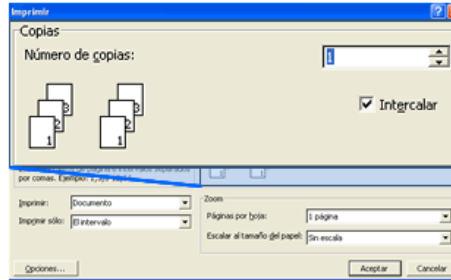 Imprimir
Copias
Número de copias:
1
1 2 3
1 2 3
Intercalar
por comas. Ejemplo:
Imprimir: Documento
Imprimir sólo: El intervalo
Zoom
Páginas por hoja: 1 página
Escalar al tamaño del papel: Sin escala
Opciones...
Aceptar
Cancelar